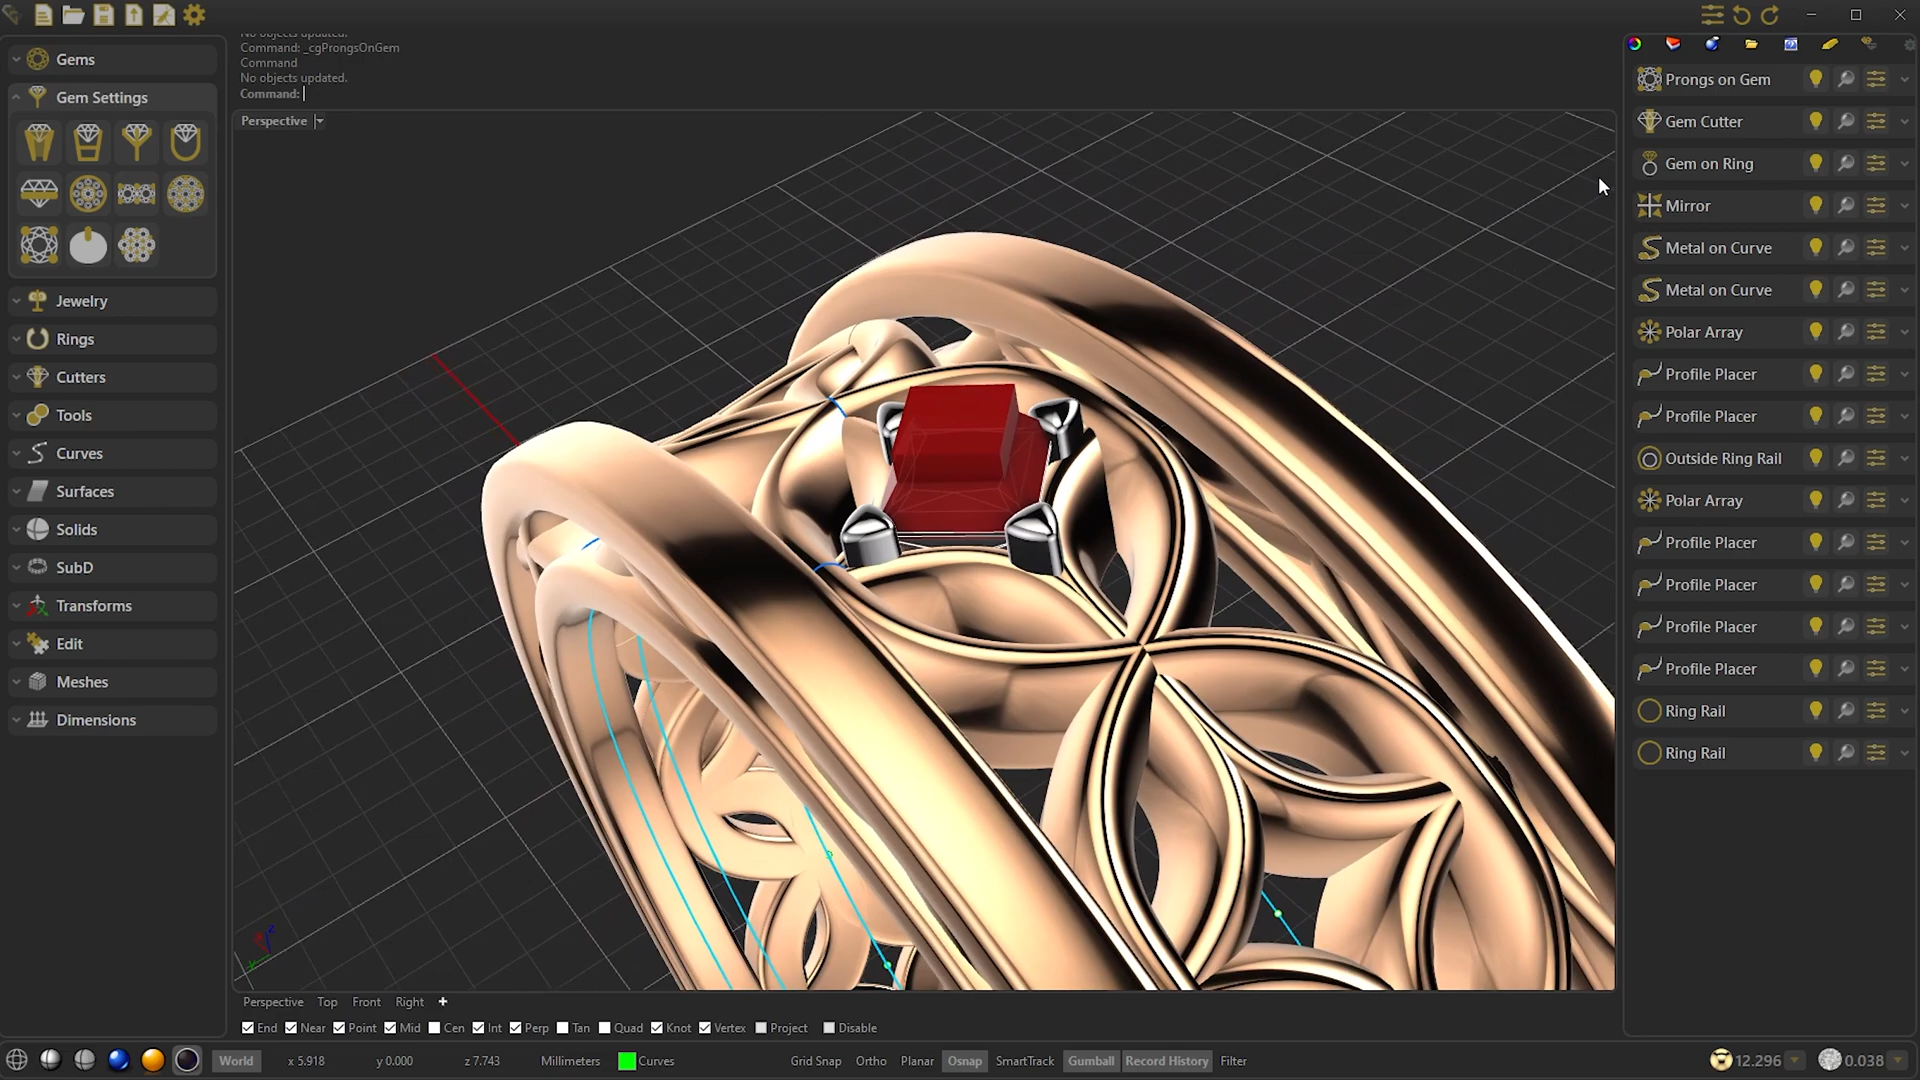 No objects updated.
Command: _cgProngsOnGem
Command
No objects updated.
Command:
Perspective
Gems
Gem Settings
Jewelry
Rings
Cutters
Tools
Curves
Surfaces
Solids
SubD
Transforms
Edit
Meshes
Dimensions
Prongs on Gem
Gem Cutter
Gem on Ring
Mirror
Metal on Curve
Metal on Curve
Polar Array
Profile Placer
Profile Placer
Outside Ring Rail
Polar Array
Profile Placer
Profile Placer
Profile Placer
Profile Placer
Ring Rail
Ring Rail
Perspective Top Front Right
End Near Point Mid Cen Int Perp Tan Quad Knot Vertex Project Disable
World x 5.918 y 0.000 z 7.743 Millimeters Curves Grid Snap Ortho Planar Osnap SmartTrack Gumball Record History Filter 12.296 0.038